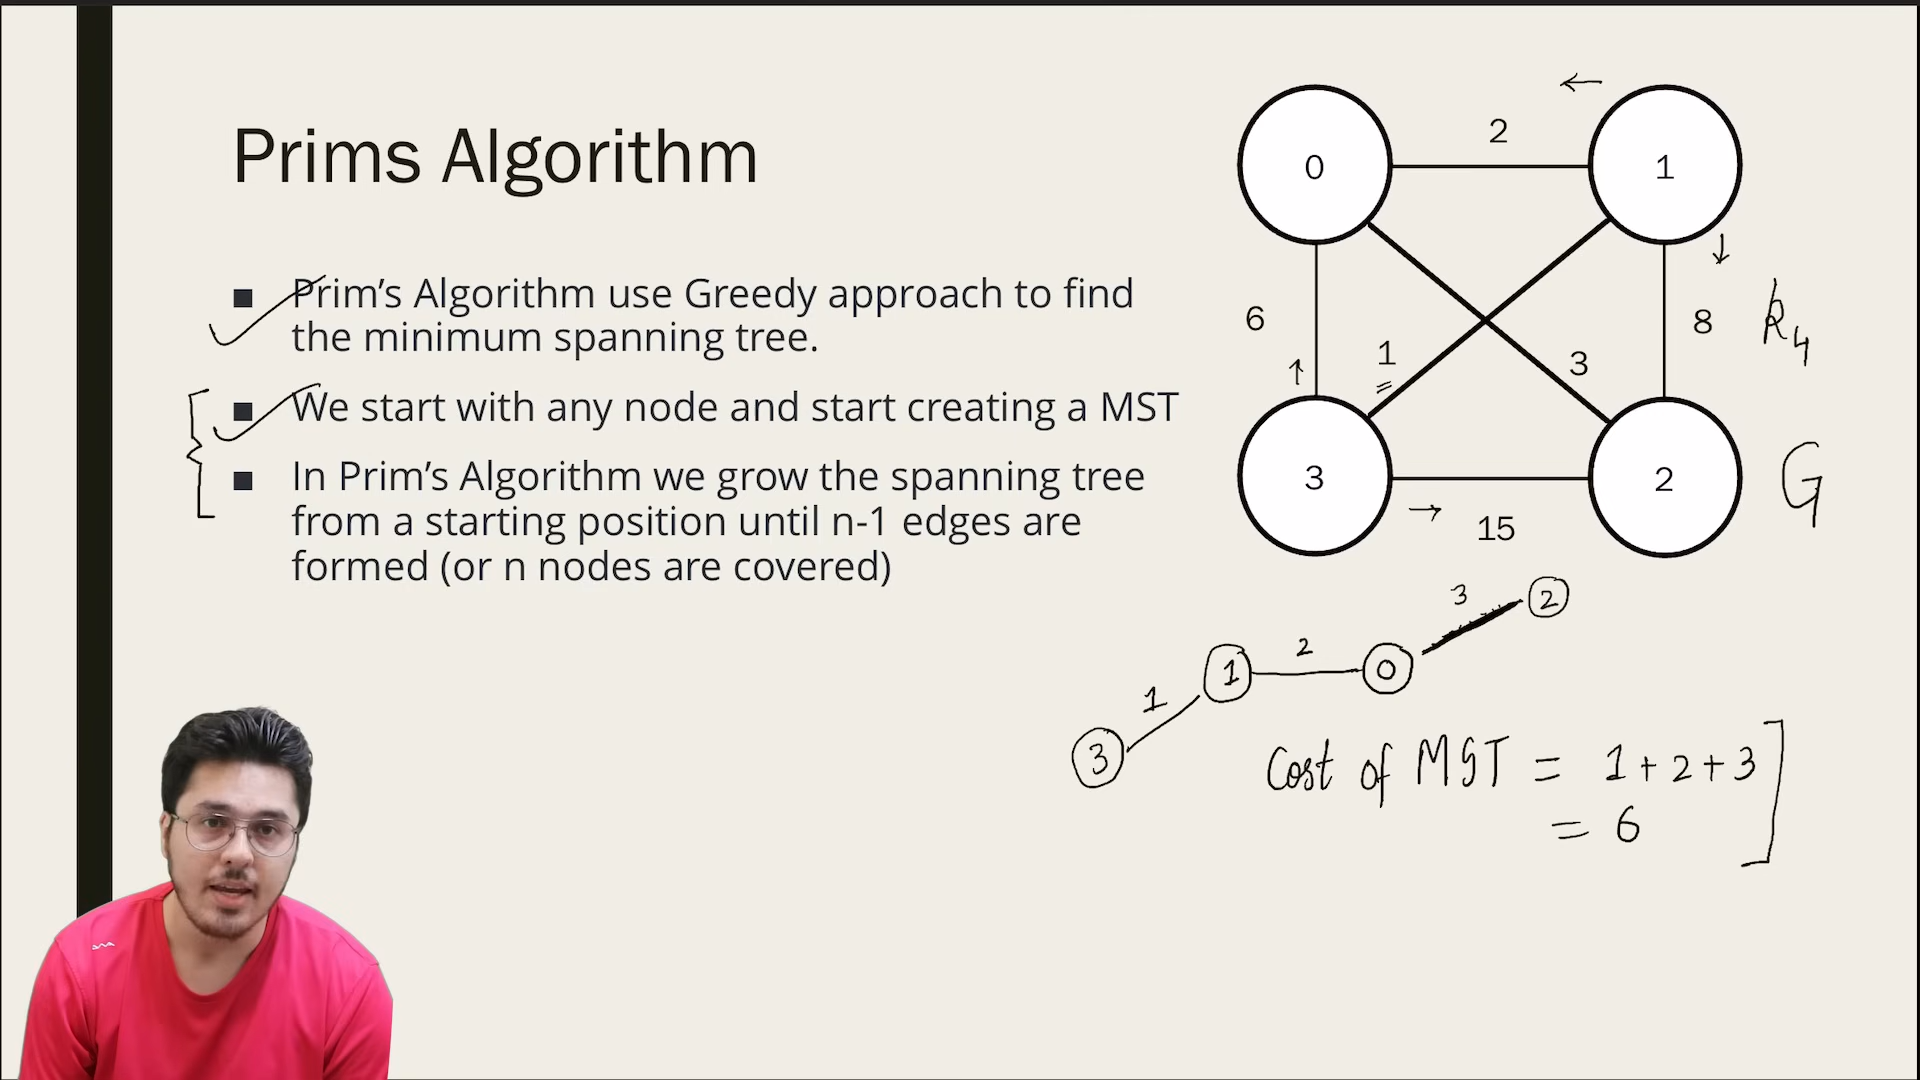 Prims Algorithm
Prim's Algorithm use Greedy approach to find
the minimum spanning tree.
We start with any node and start creating a MST
In Prim's Algorithm we grow the spanning tree
from a starting position until n-1 edges are
formed (or n nodes are covered)
0
2
1
6
1
3
8
k4
3
15
2
G
3
1
1
2
0
3
2
Cost of MST = 1+2+3
= 6